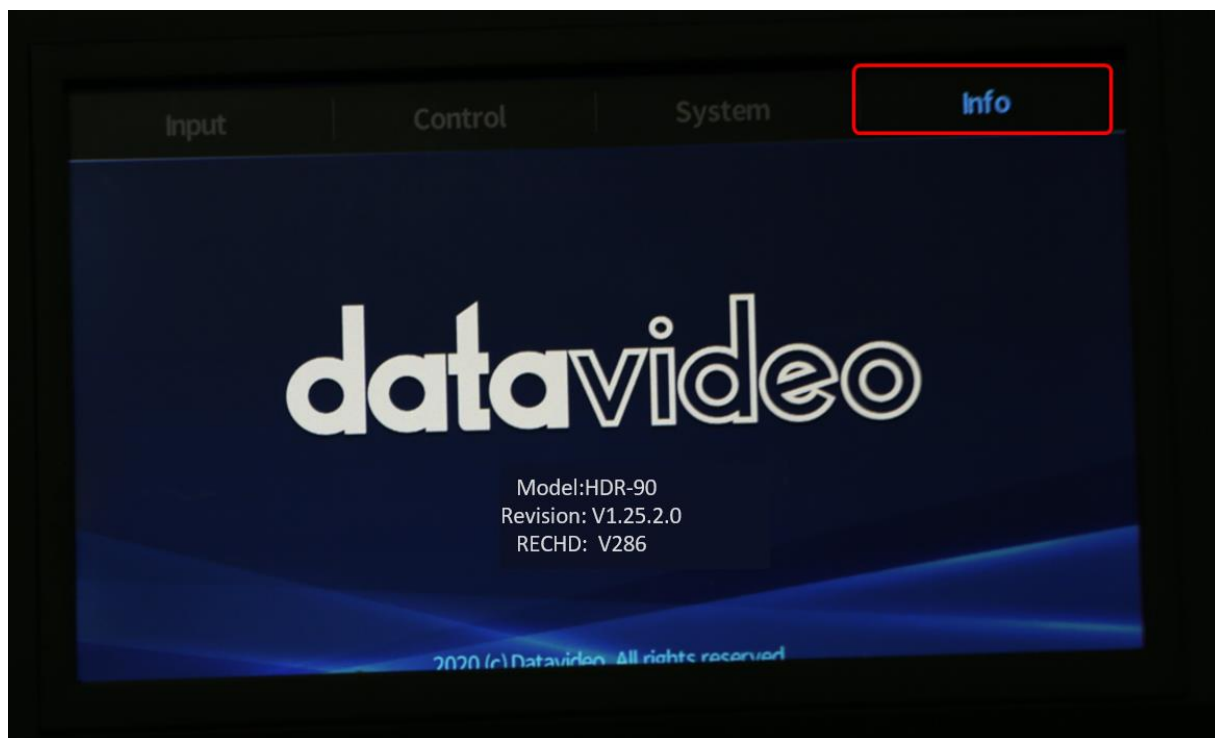 Input Control System Info
datavideo
Model:HDR-90
Revision: V1.25.2.0
RECHD: V286
2020 (c) Datavideo. All rights reserved